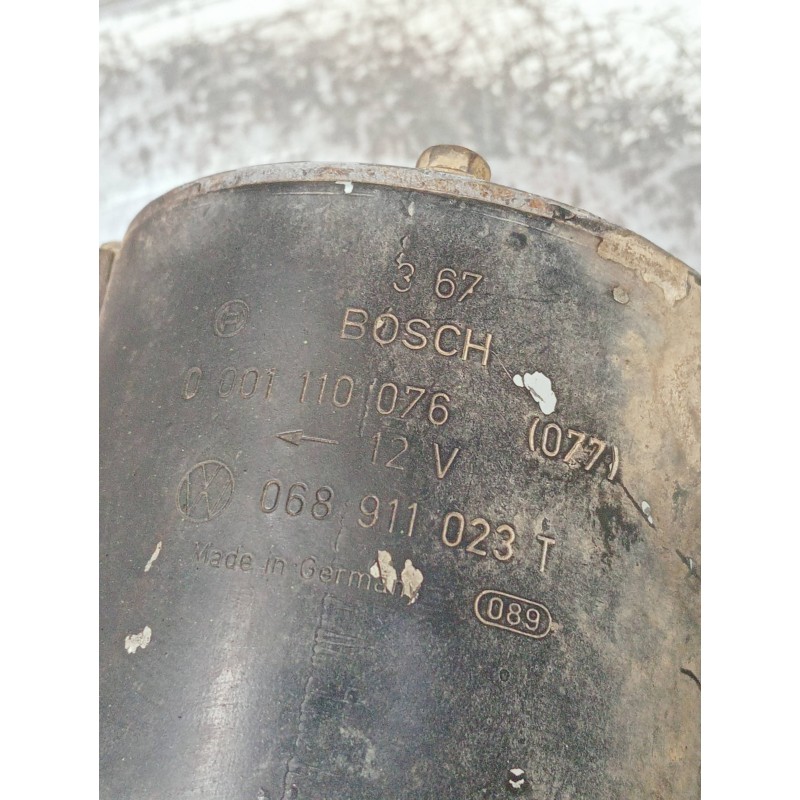 3 67
BOSCH
0 001 110 076 (077)
12 V
068 911 023 T
Made in Germany
089